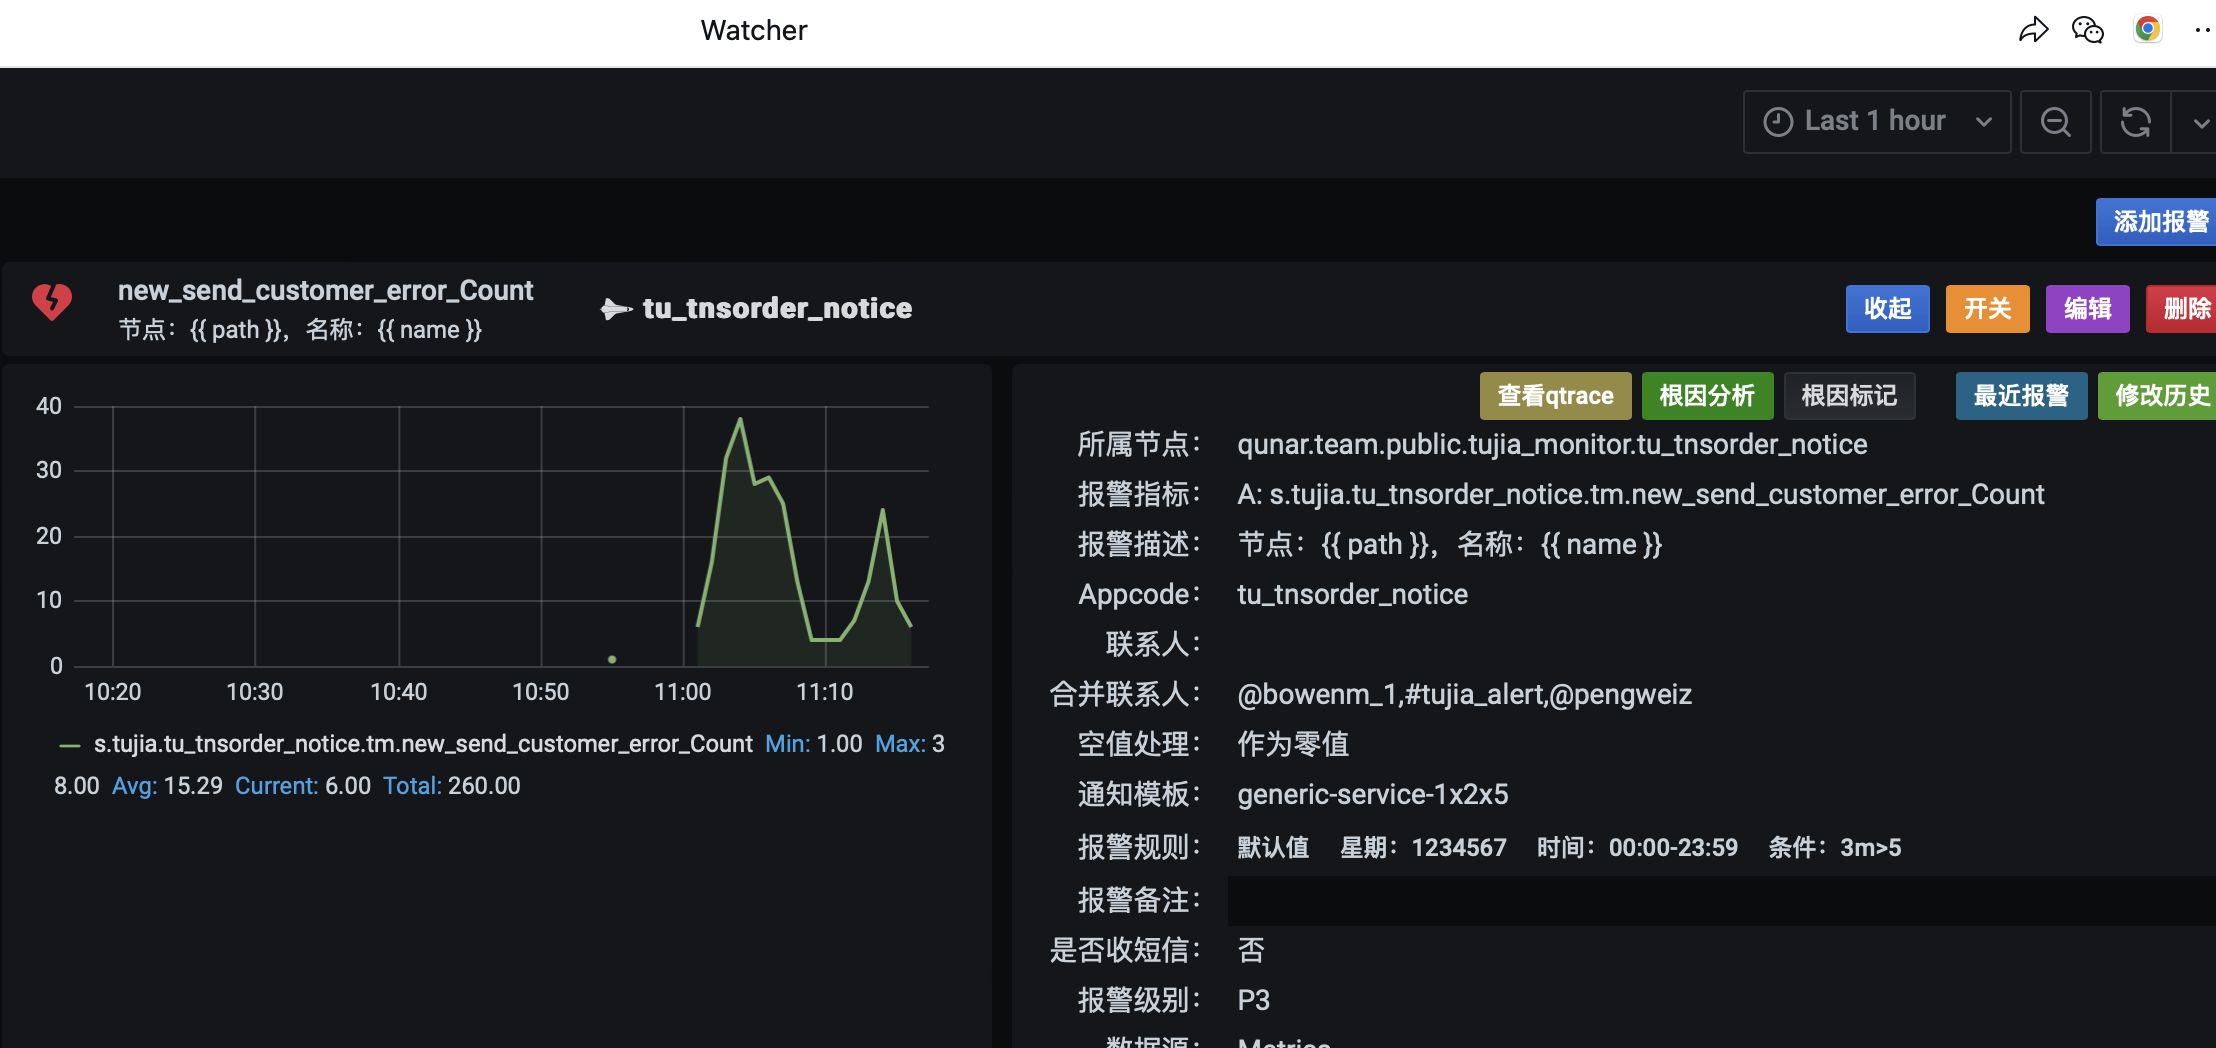 Watcher
Last 1 hour
添加报警
new_send_customer_error_Count
节点：{{ path }}，名称：{{ name }}
tu_tnsorder_notice
收起 开关 编辑 删除
40
30
20
10
0
10:20 10:30 10:40 10:50 11:00 11:10
s.tujia.tu_tnsorder_notice.tm.new_send_customer_error_Count Min: 1.00 Max: 3
8.00 Avg: 15.29 Current: 6.00 Total: 260.00
查看qtrace 根因分析 根因标记 最近报警 修改历史
所属节点： qunar.team.public.tujia_monitor.tu_tnsorder_notice
报警指标： A: s.tujia.tu_tnsorder_notice.tm.new_send_customer_error_Count
报警描述： 节点：{{ path }}，名称：{{ name }}
Appcode： tu_tnsorder_notice
联系人：
合并联系人： @bowenm_1,#tujia_alert,@pengweiz
空值处理： 作为零值
通知模板： generic-service-1x2x5
报警规则： 默认值 星期：1234567 时间：00:00-23:59 条件：3m>5
报警备注：
是否收短信： 否
报警级别： P3
数据源： Metrics